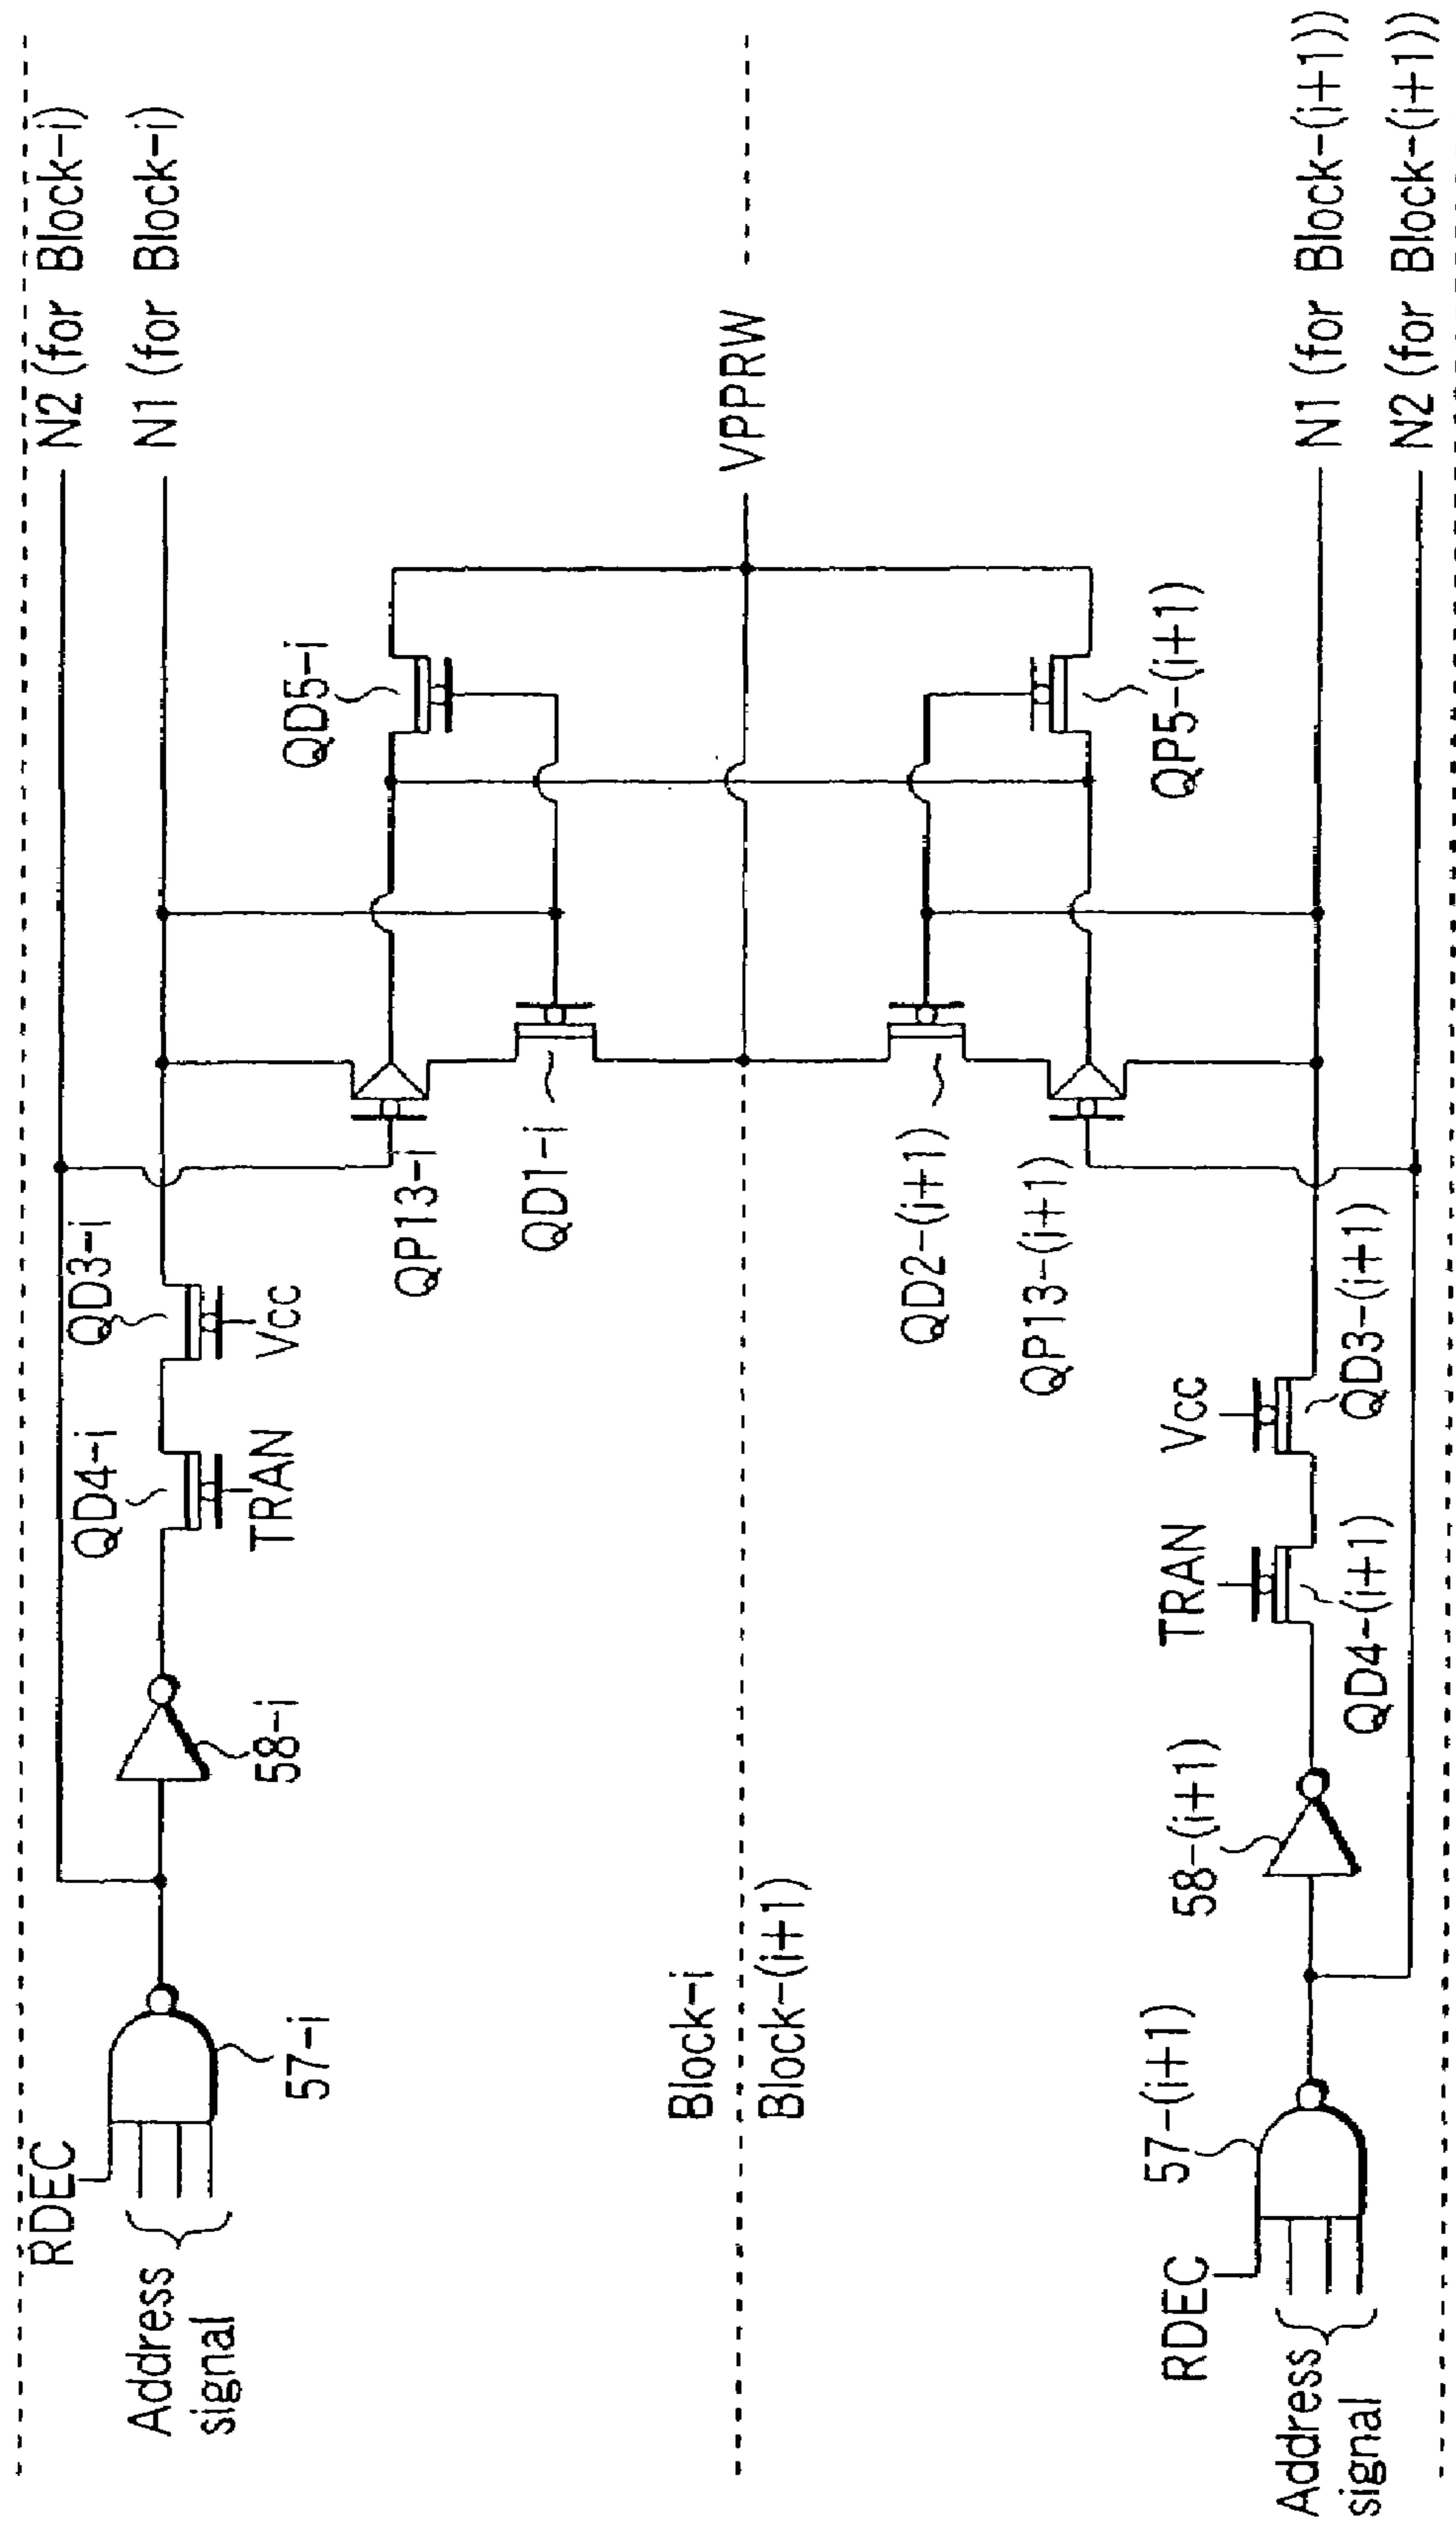 RDEC
Address
signal
57-i
58-i
QD4-i
TRAN
QD3-i
Vcc
N2 (for Block-i)
N1 (for Block-i)
QP13-i
QD1-i
QD5-i
VPPRW
Block-i
Block-(i+1)
QD2-(i+1)
QP13-(i+1)
QP5-(i+1)
RDEC
Address
signal
57-(i+1)
58-(i+1)
TRAN
QD4-(i+1)
Vcc
QD3-(i+1)
N1 (for Block-(i+1))
N2 (for Block-(i+1))